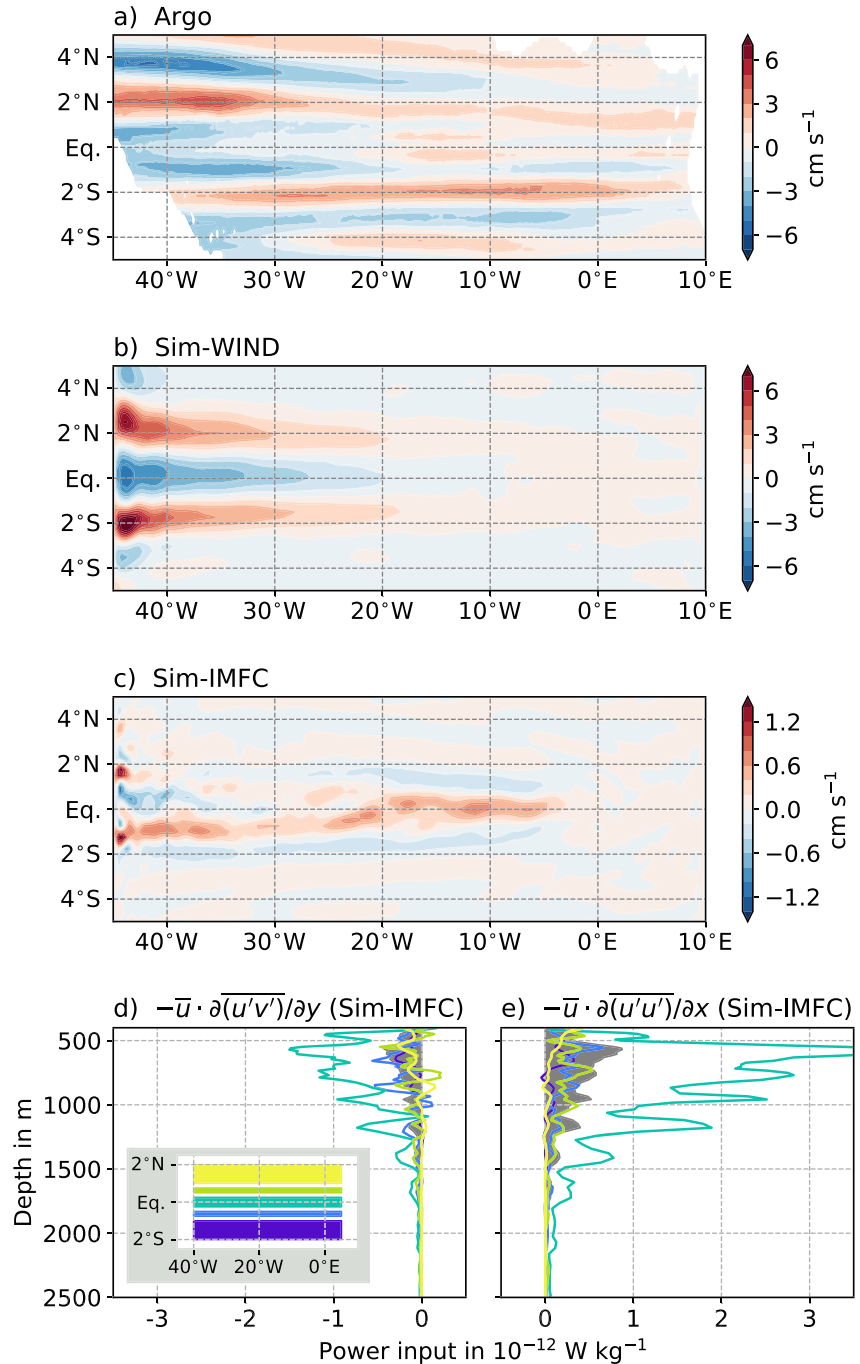 a) Argo
4°N
2°N
Eq.
2°S
4°S
40°W 30°W 20°W 10°W 0°E 10°E
6
3
0
−3
−6
cm s⁻¹
b) Sim-WIND
4°N
2°N
Eq.
2°S
4°S
40°W 30°W 20°W 10°W 0°E 10°E
6
3
0
−3
−6
cm s⁻¹
c) Sim-IMFC
4°N
2°N
Eq.
2°S
4°S
40°W 30°W 20°W 10°W 0°E 10°E
1.2
0.6
0.0
−0.6
−1.2
cm s⁻¹
d) −u̅ · ∂(u′v′)/∂y (Sim-IMFC)
e) −u̅ · ∂(u′u′)/∂x (Sim-IMFC)
Depth in m
500
1000
1500
2000
2500
2°N
Eq.
2°S
40°W 20°W 0°E
-3 -2 -1 0
0 1 2 3
Power input in 10⁻¹² W kg⁻¹